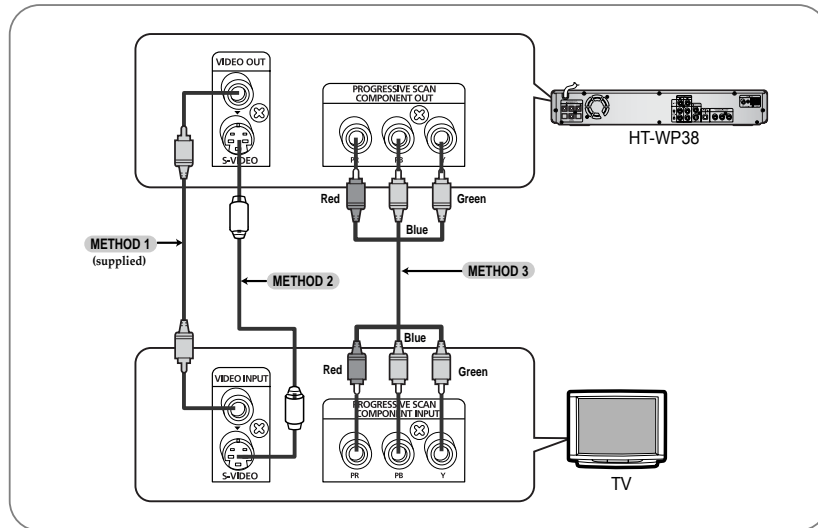 VIDEO OUT
S-VIDEO
PROGRESSIVE SCAN
COMPONENT OUT
PR
PB
Y
HT-WP38
Red
Blue
Green
METHOD 1
(supplied)
METHOD 2
METHOD 3
Blue
Red
Green
VIDEO INPUT
S-VIDEO
PROGRESSIVE SCAN
COMPONENT INPUT
PR
PB
Y
TV